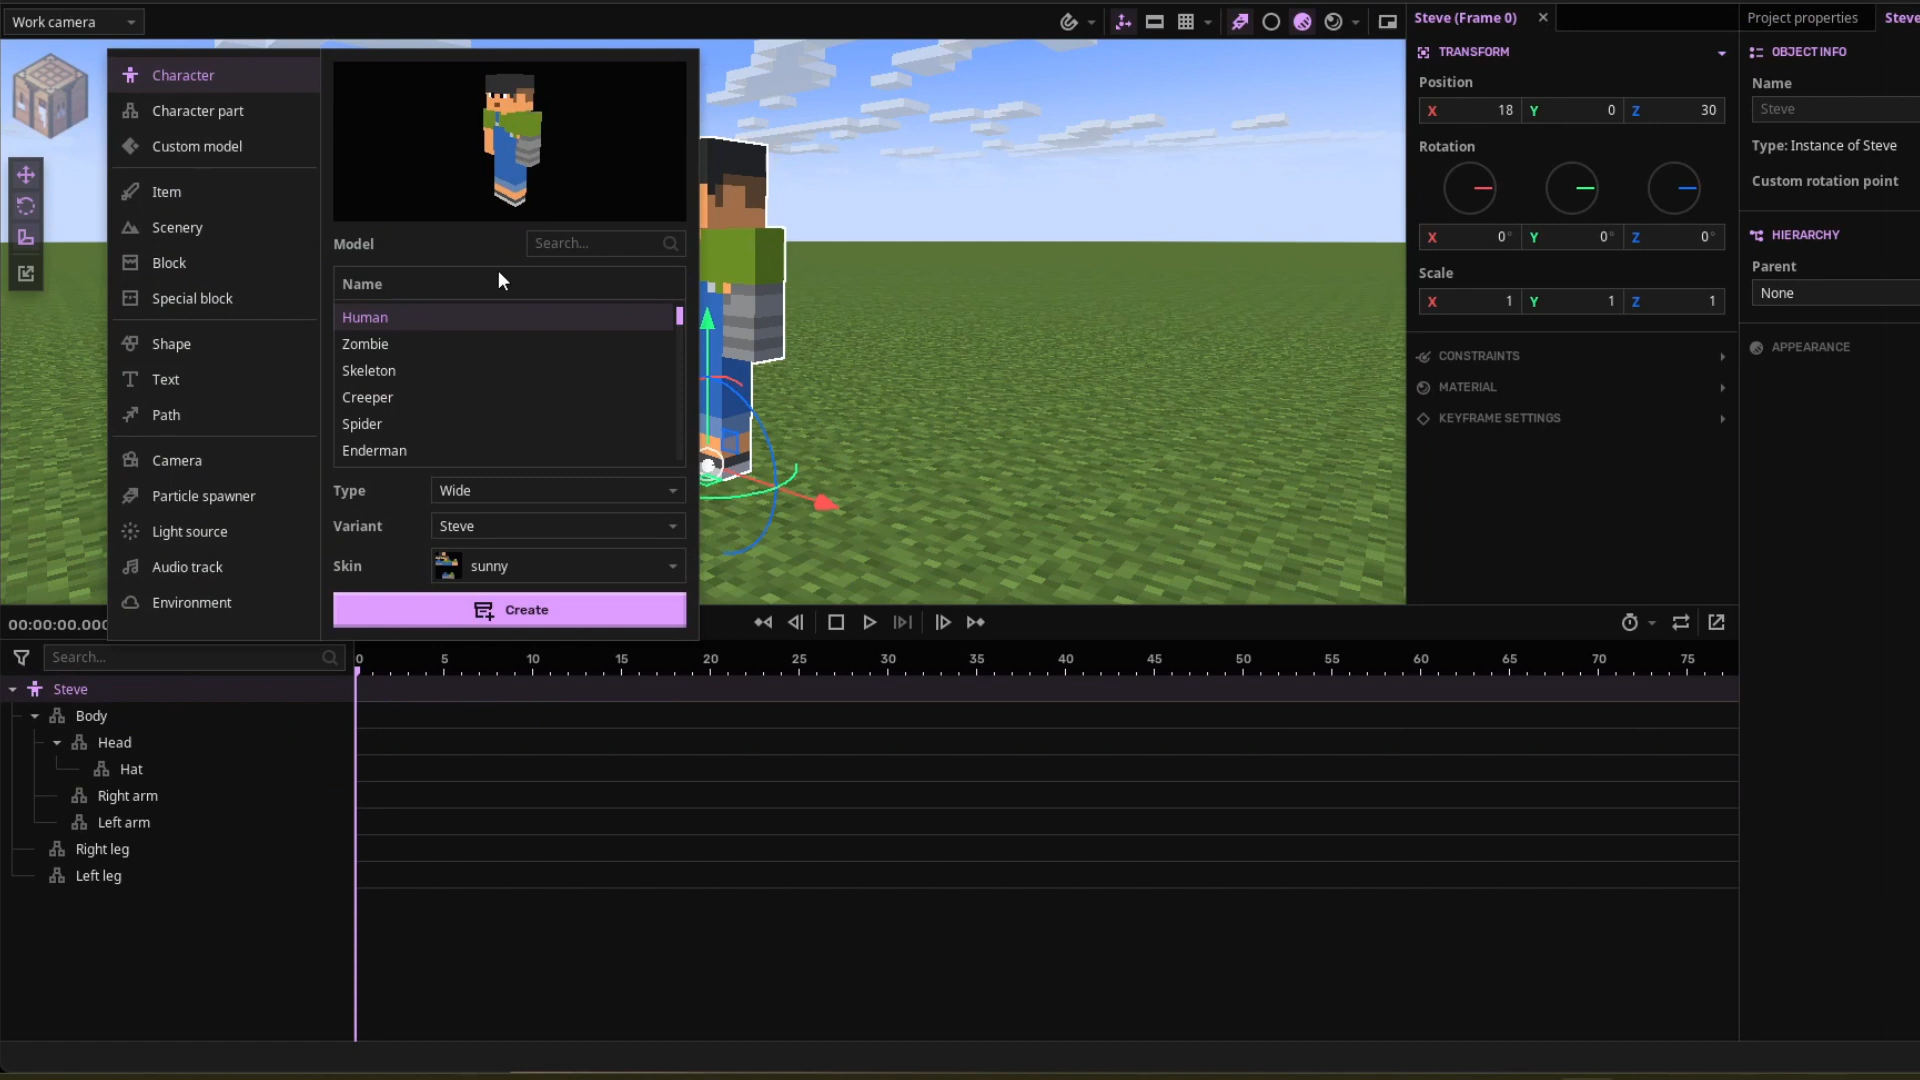 Work camera
Character
Character part
Custom model
Item
Scenery
Block
Special block
Shape
Text
Path
Camera
Particle spawner
Light source
Audio track
Environment
Model
Search...
Name
Human
Zombie
Skeleton
Creeper
Spider
Enderman
Type
Wide
Variant
Steve
Skin
sunny
Create
Steve (Frame 0)
TRANSFORM
Position
X 18 Y 0 Z 30
Rotation
X 0° Y 0° Z 0°
Scale
X 1 Y 1 Z 1
CONSTRAINTS
MATERIAL
KEYFRAME SETTINGS
Project properties
Steve
OBJECT INFO
Name
Steve
Type: Instance of Steve
Custom rotation point
HIERARCHY
Parent
None
APPEARANCE
00:00:00.000
Search...
0 5 10 15 20 25 30 35 40 45 50 55 60 65 70 75
Steve
Body
Head
Hat
Right arm
Left arm
Right leg
Left leg